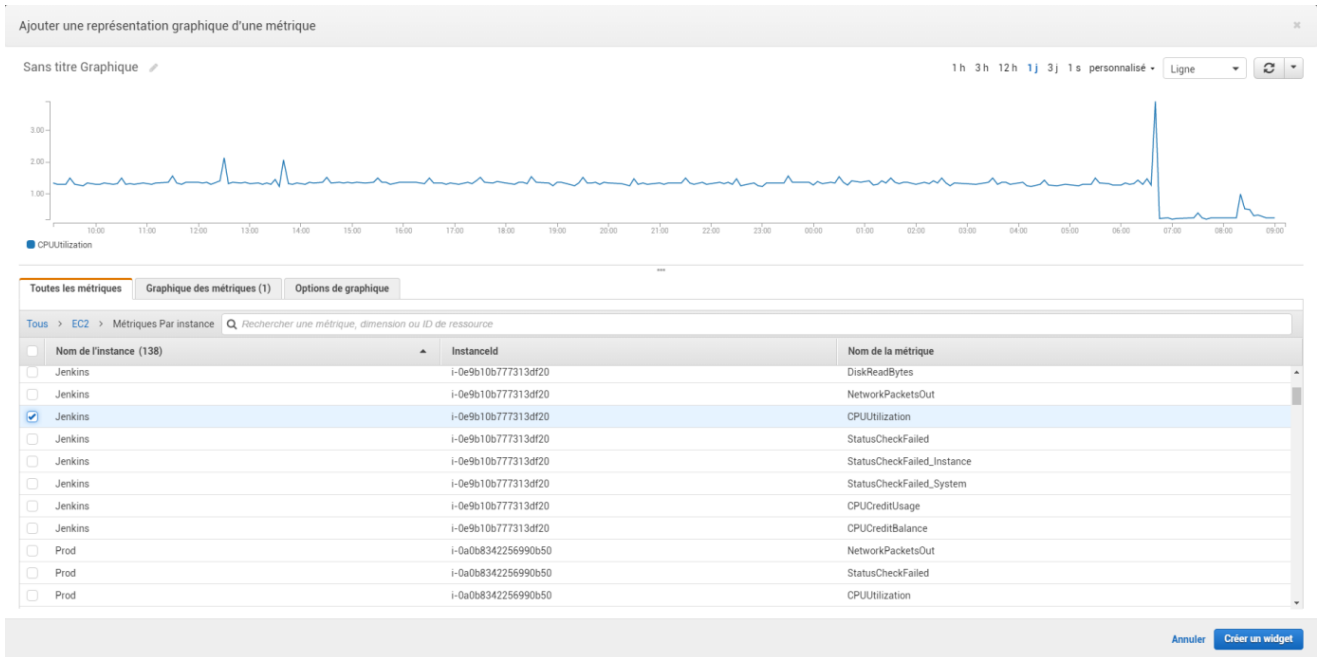 Ajouter une représentation graphique d'une métrique
Sans titre Graphique
1 h 3 h 12 h 1 j 3 j 1 s personnalisé Ligne
3.00
2.00
1.00
10:00 11:00 12:00 13:00 14:00 15:00 16:00 17:00 18:00 19:00 20:00 21:00 22:00 23:00 00:00 01:00 02:00 03:00 04:00 05:00 06:00 07:00 08:00 09:00
CPUUtilization
Toutes les métriques Graphique des métriques (1) Options de graphique
Tous > EC2 > Métriques Par instance Rechercher une métrique, dimension ou ID de ressource
Nom de l'instance (138) InstanceId Nom de la métrique
Jenkins i-0e9b10b777313df20 DiskReadBytes
Jenkins i-0e9b10b777313df20 NetworkPacketsOut
Jenkins i-0e9b10b777313df20 CPUUtilization
Jenkins i-0e9b10b777313df20 StatusCheckFailed
Jenkins i-0e9b10b777313df20 StatusCheckFailed_Instance
Jenkins i-0e9b10b777313df20 StatusCheckFailed_System
Jenkins i-0e9b10b777313df20 CPUCreditUsage
Jenkins i-0e9b10b777313df20 CPUCreditBalance
Prod i-0a0b8342256990b50 NetworkPacketsOut
Prod i-0a0b8342256990b50 StatusCheckFailed
Prod i-0a0b8342256990b50 CPUUtilization
Annuler Créer un widget